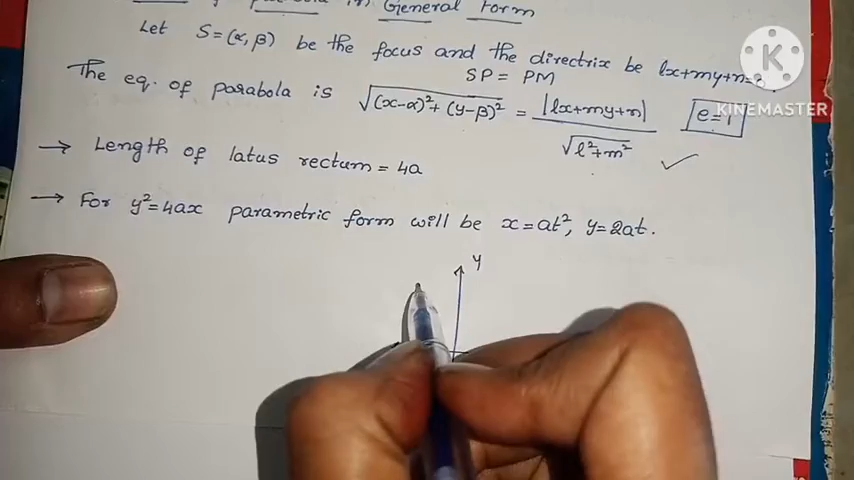 General form
Let S=(α,β) be the focus and the directrix be lx+my+n=0.
SP = PM
The eq. of parabola is √(x-α)²+(y-β)² = |lx+my+n| / √l²+m² e=1
→ Length of latus rectum = 4a
→ For y²=4ax parametric form will be x=at², y=2at.
y
K
KINEMASTER